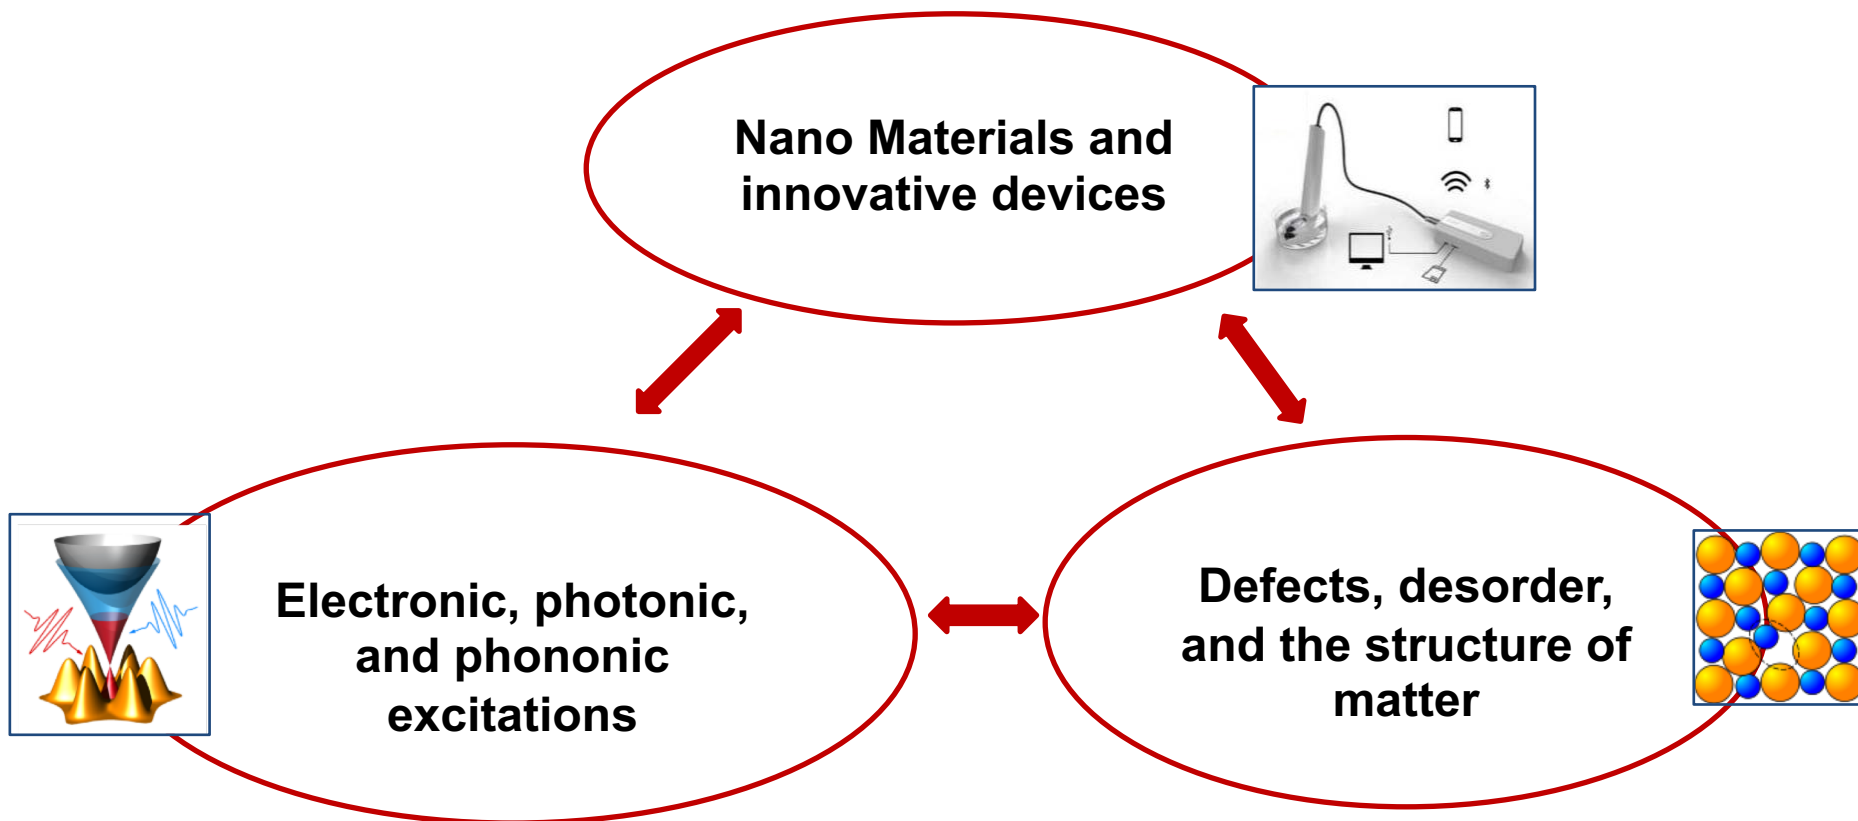 Nano Materials and
innovative devices
Electronic, photonic,
and phononic
excitations
Defects, desorder,
and the structure of
matter